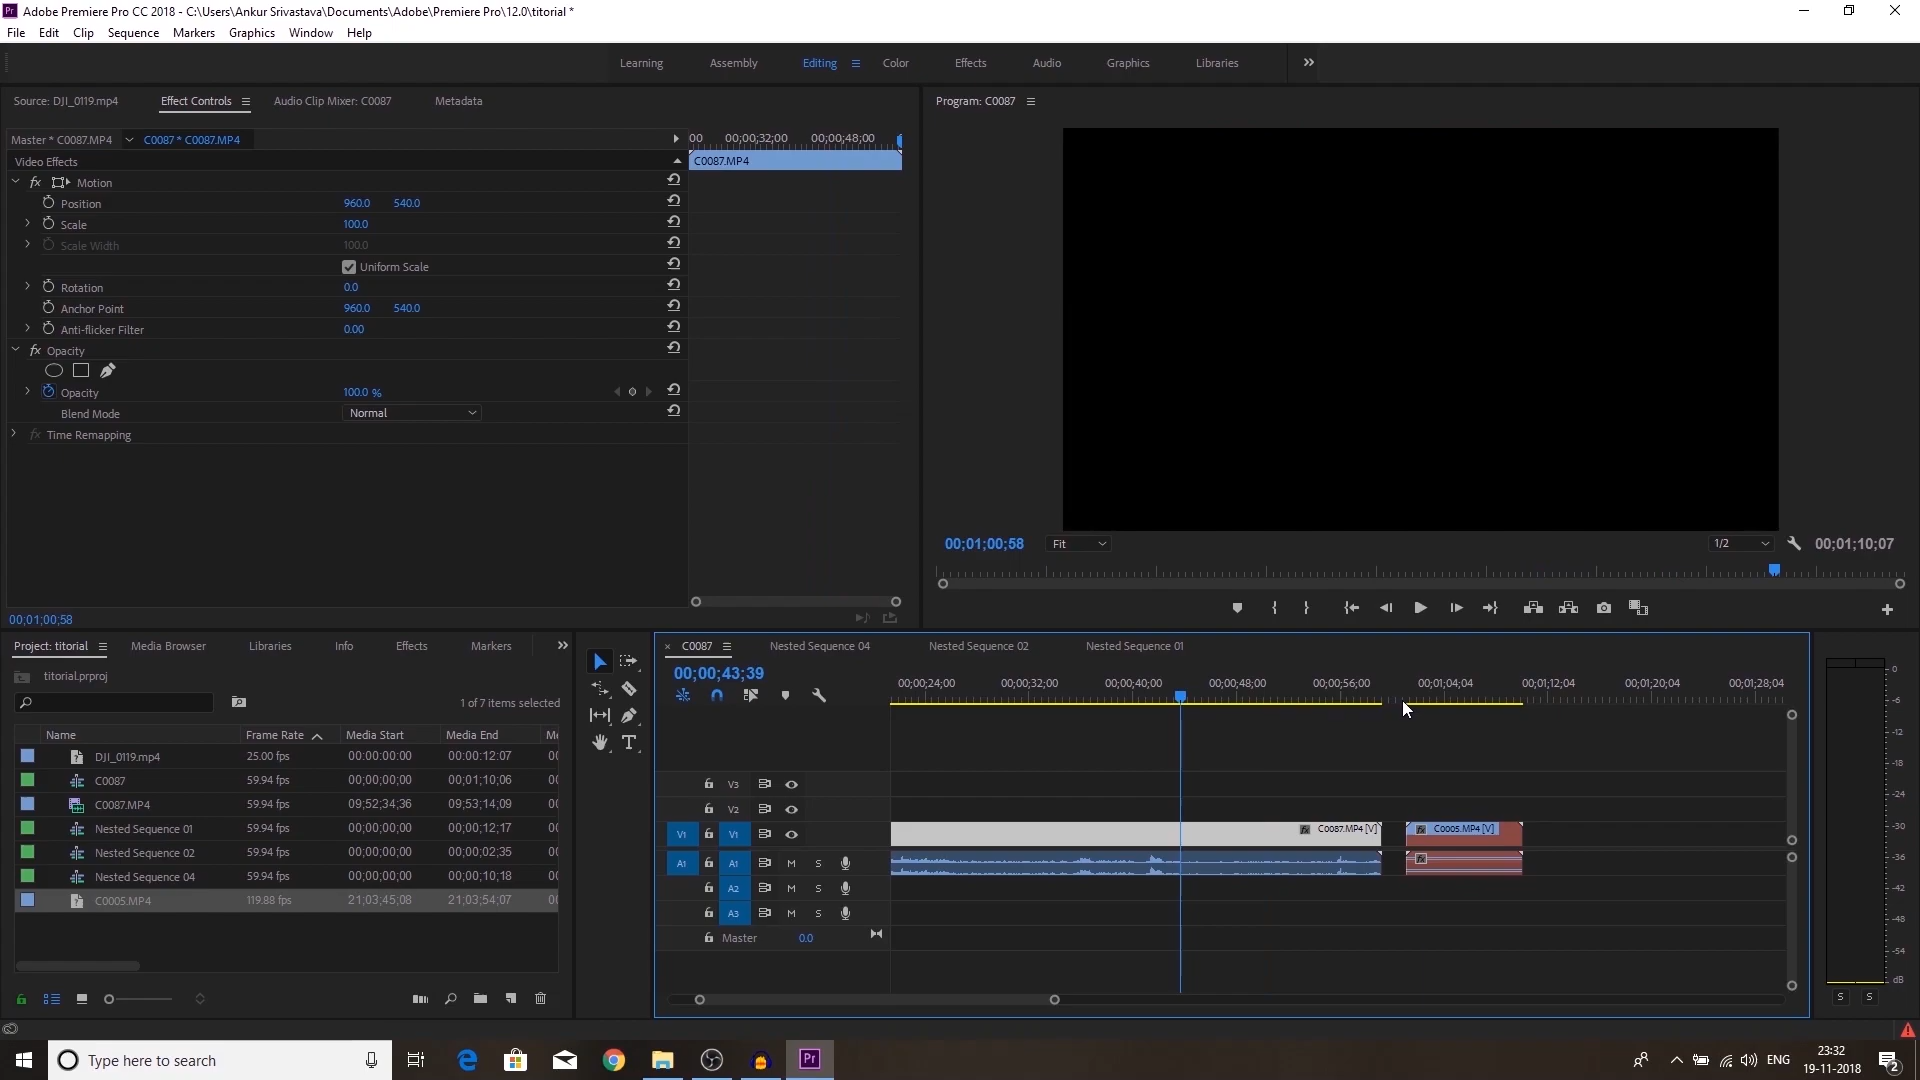 Adobe Premiere Pro CC 2018 - C:\Users\Ankur Srivastava\Documents\Adobe\Premiere Pro\12.0\titorial *
File Edit Clip Sequence Markers Graphics Window Help
Learning Assembly Editing Color Effects Audio Graphics Libraries
Source: DJI_0119.mp4 Effect Controls Audio Clip Mixer: C0087 Metadata
Program: C0087
Master * C0087.MP4 C0087 * C0087.MP4
00 00;00;32;00 00;00;48;00
Video Effects
C0087.MP4
fx Motion
Position 960.0 540.0
Scale 100.0
Scale Width 100.0
Uniform Scale
Rotation 0.0
Anchor Point 960.0 540.0
Anti-flicker Filter 0.00
fx Opacity
Opacity 100.0 %
Blend Mode Normal
fx Time Remapping
00;01;00;58
00;01;00;58 Fit 1/2 00;01;10;07
Project: titorial Media Browser Libraries Info Effects Markers
titorial.prproj
1 of 7 items selected
Name Frame Rate Media Start Media End
DJI_0119.mp4 25.00 fps 00:00:00:00 00:00:12:07
C0087 59.94 fps 00;00;00;00 00;01;10;06
C0087.MP4 59.94 fps 09;52;34;36 09;53;14;09
Nested Sequence 01 59.94 fps 00;00;00;00 00;00;12;17
Nested Sequence 02 59.94 fps 00;00;00;00 00;00;02;35
Nested Sequence 04 59.94 fps 00;00;00;00 00;00;10;18
C0005.MP4 119.88 fps 21;03;45;08 21;03;54;07
C0087 Nested Sequence 04 Nested Sequence 02 Nested Sequence 01
00;00;43;39
00;00;24;00 00;00;32;00 00;00;40;00 00;00;48;00 00;00;56;00 00;01;04;04 00;01;12;04 00;01;20;04 00;01;28;04
V3
V2
V1 V1 fx C0087.MP4 [V] fx C0005.MP4 [V]
A1 A1 M S fx
A2 M S
A3 M S
Master 0.0
0
-6
-12
-18
-24
-30
-36
-42
-48
-54
dB
S S
Type here to search
Pr
ENG
23:32
19-11-2018
2